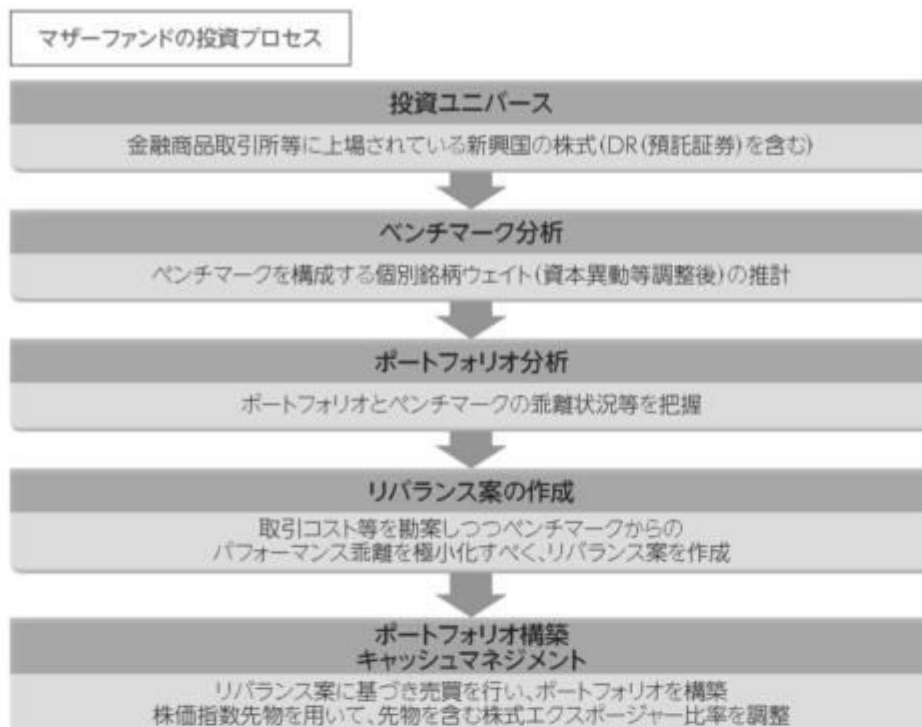 マザーファンドの投資プロセス
投資ユニバース
金融商品取引所等に上場されている新興国の株式(DR(預託証券)を含む)
ベンチマーク分析
ベンチマークを構成する個別銘柄ウェイト(資本異動等調整後)の推計
ポートフォリオ分析
ポートフォリオとベンチマークの乖離状況等を把握
リバランス案の作成
取引コスト等を勘案しつつベンチマークからの
パフォーマンス乖離を極小化すべく、リバランス案を作成
ポートフォリオ構築
キャッシュマネジメント
リバランス案に基づき売買を行い、ポートフォリオを構築
株価指数先物を用いて、先物を含む株式エクスポージャー比率を調整